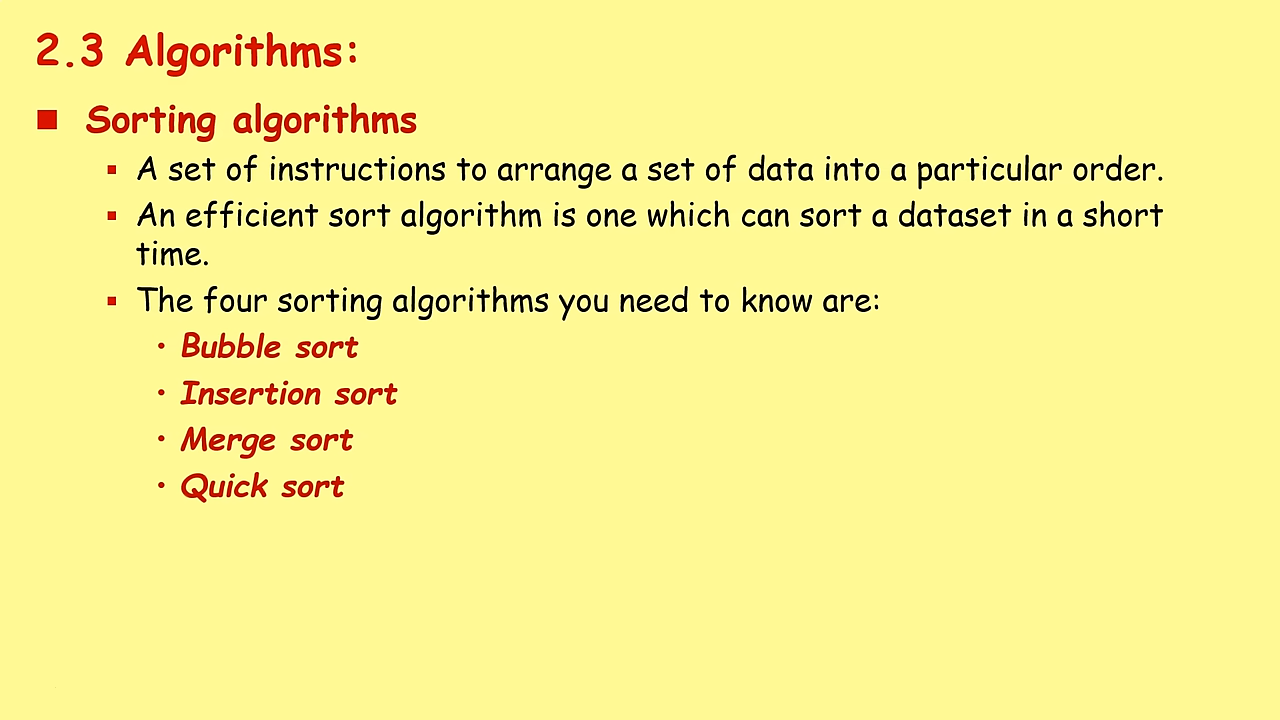 2.3 Algorithms:
Sorting algorithms
A set of instructions to arrange a set of data into a particular order.
An efficient sort algorithm is one which can sort a dataset in a short
time.
The four sorting algorithms you need to know are:
Bubble sort
Insertion sort
Merge sort
Quick sort